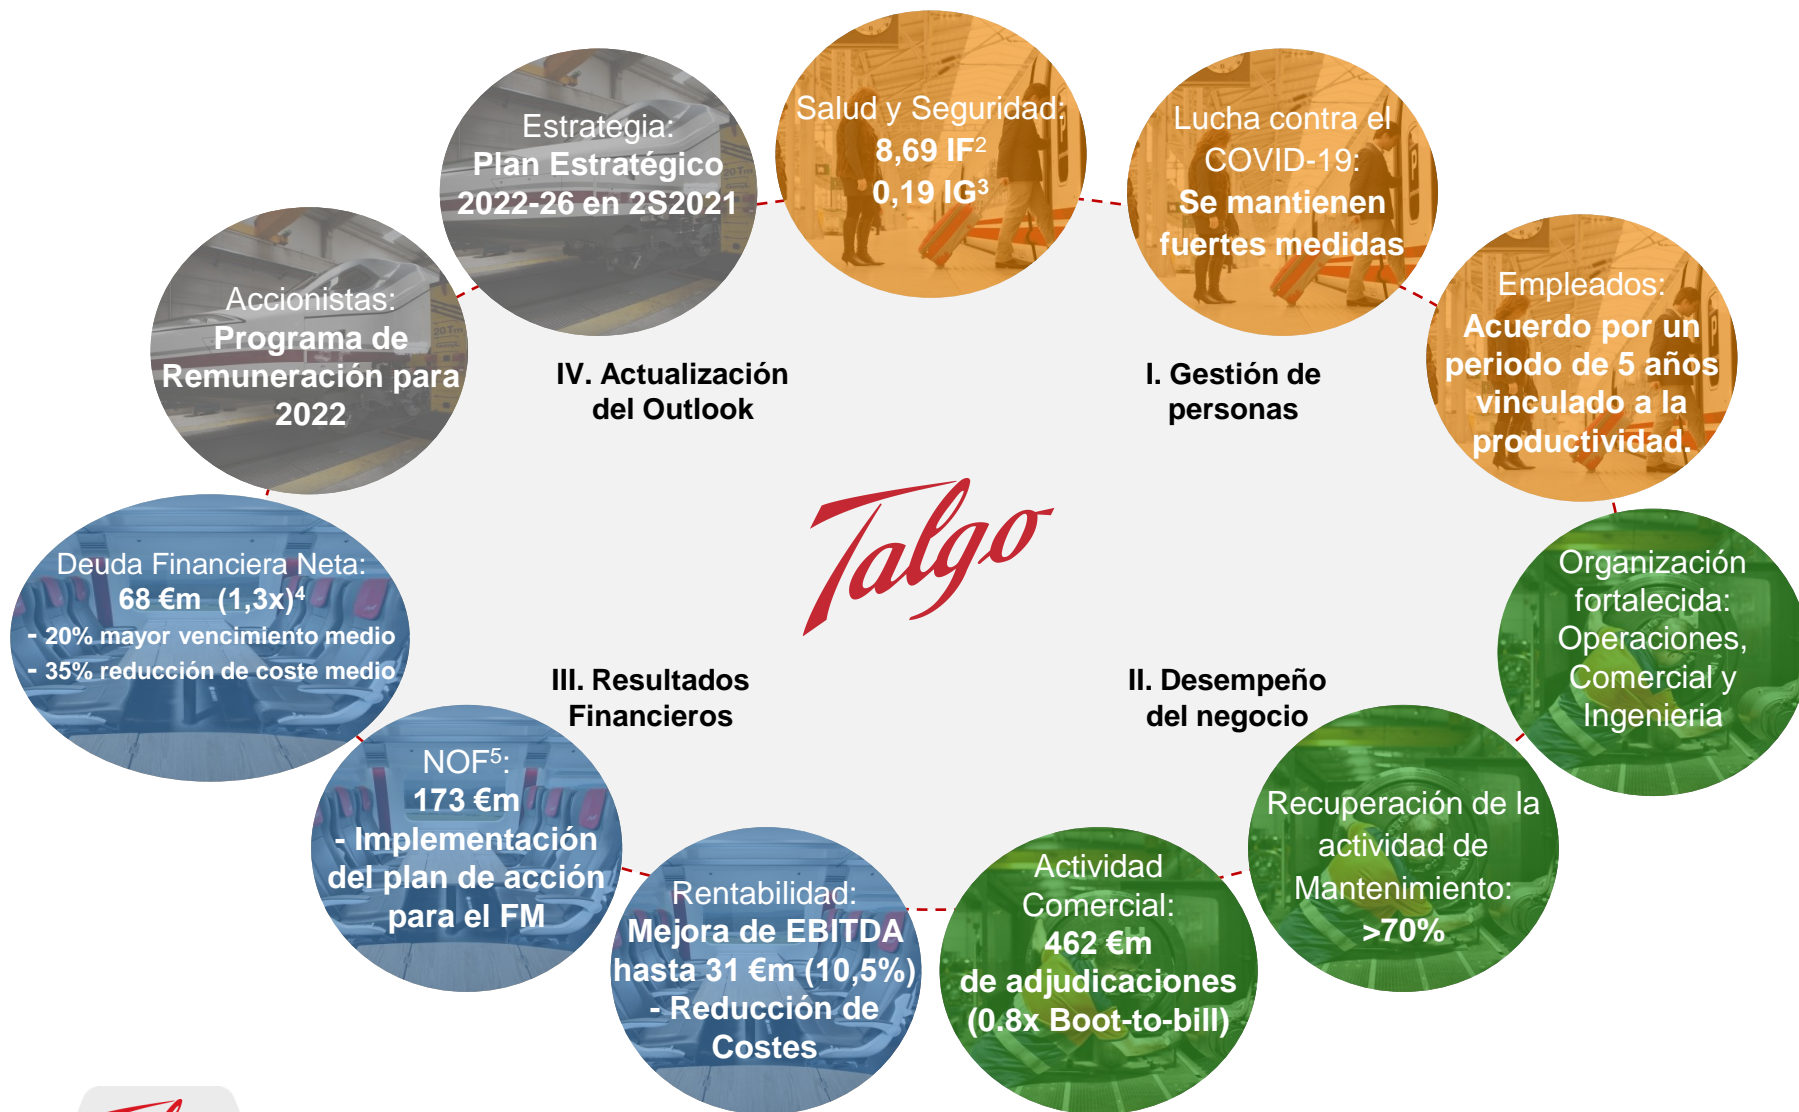 Salud y Seguridad:
8,69 IF²
0,19 IG³
Lucha contra el
COVID-19:
Se mantienen
fuertes medidas
Empleados:
Acuerdo por un
periodo de 5 años
vinculado a la
productividad.
I. Gestión de
personas
Organización
fortalecida:
Operaciones,
Comercial y
Ingenieria
Recuperación de la
actividad de
Mantenimiento:
>70%
Actividad
Comercial:
462 €m
de adjudicaciones
(0.8x Boot-to-bill)
II. Desempeño
del negocio
Rentabilidad:
Mejora de EBITDA
hasta 31 €m (10,5%)
- Reducción de
Costes
NOF⁵:
173 €m
- Implementación
del plan de acción
para el FM
Deuda Financiera Neta:
68 €m (1,3x)⁴
- 20% mayor vencimiento medio
- 35% reducción de coste medio
III. Resultados
Financieros
Accionistas:
Programa de
Remuneración para
2022
Estrategia:
Plan Estratégico
2022-26 en 2S2021
IV. Actualización
del Outlook
Talgo